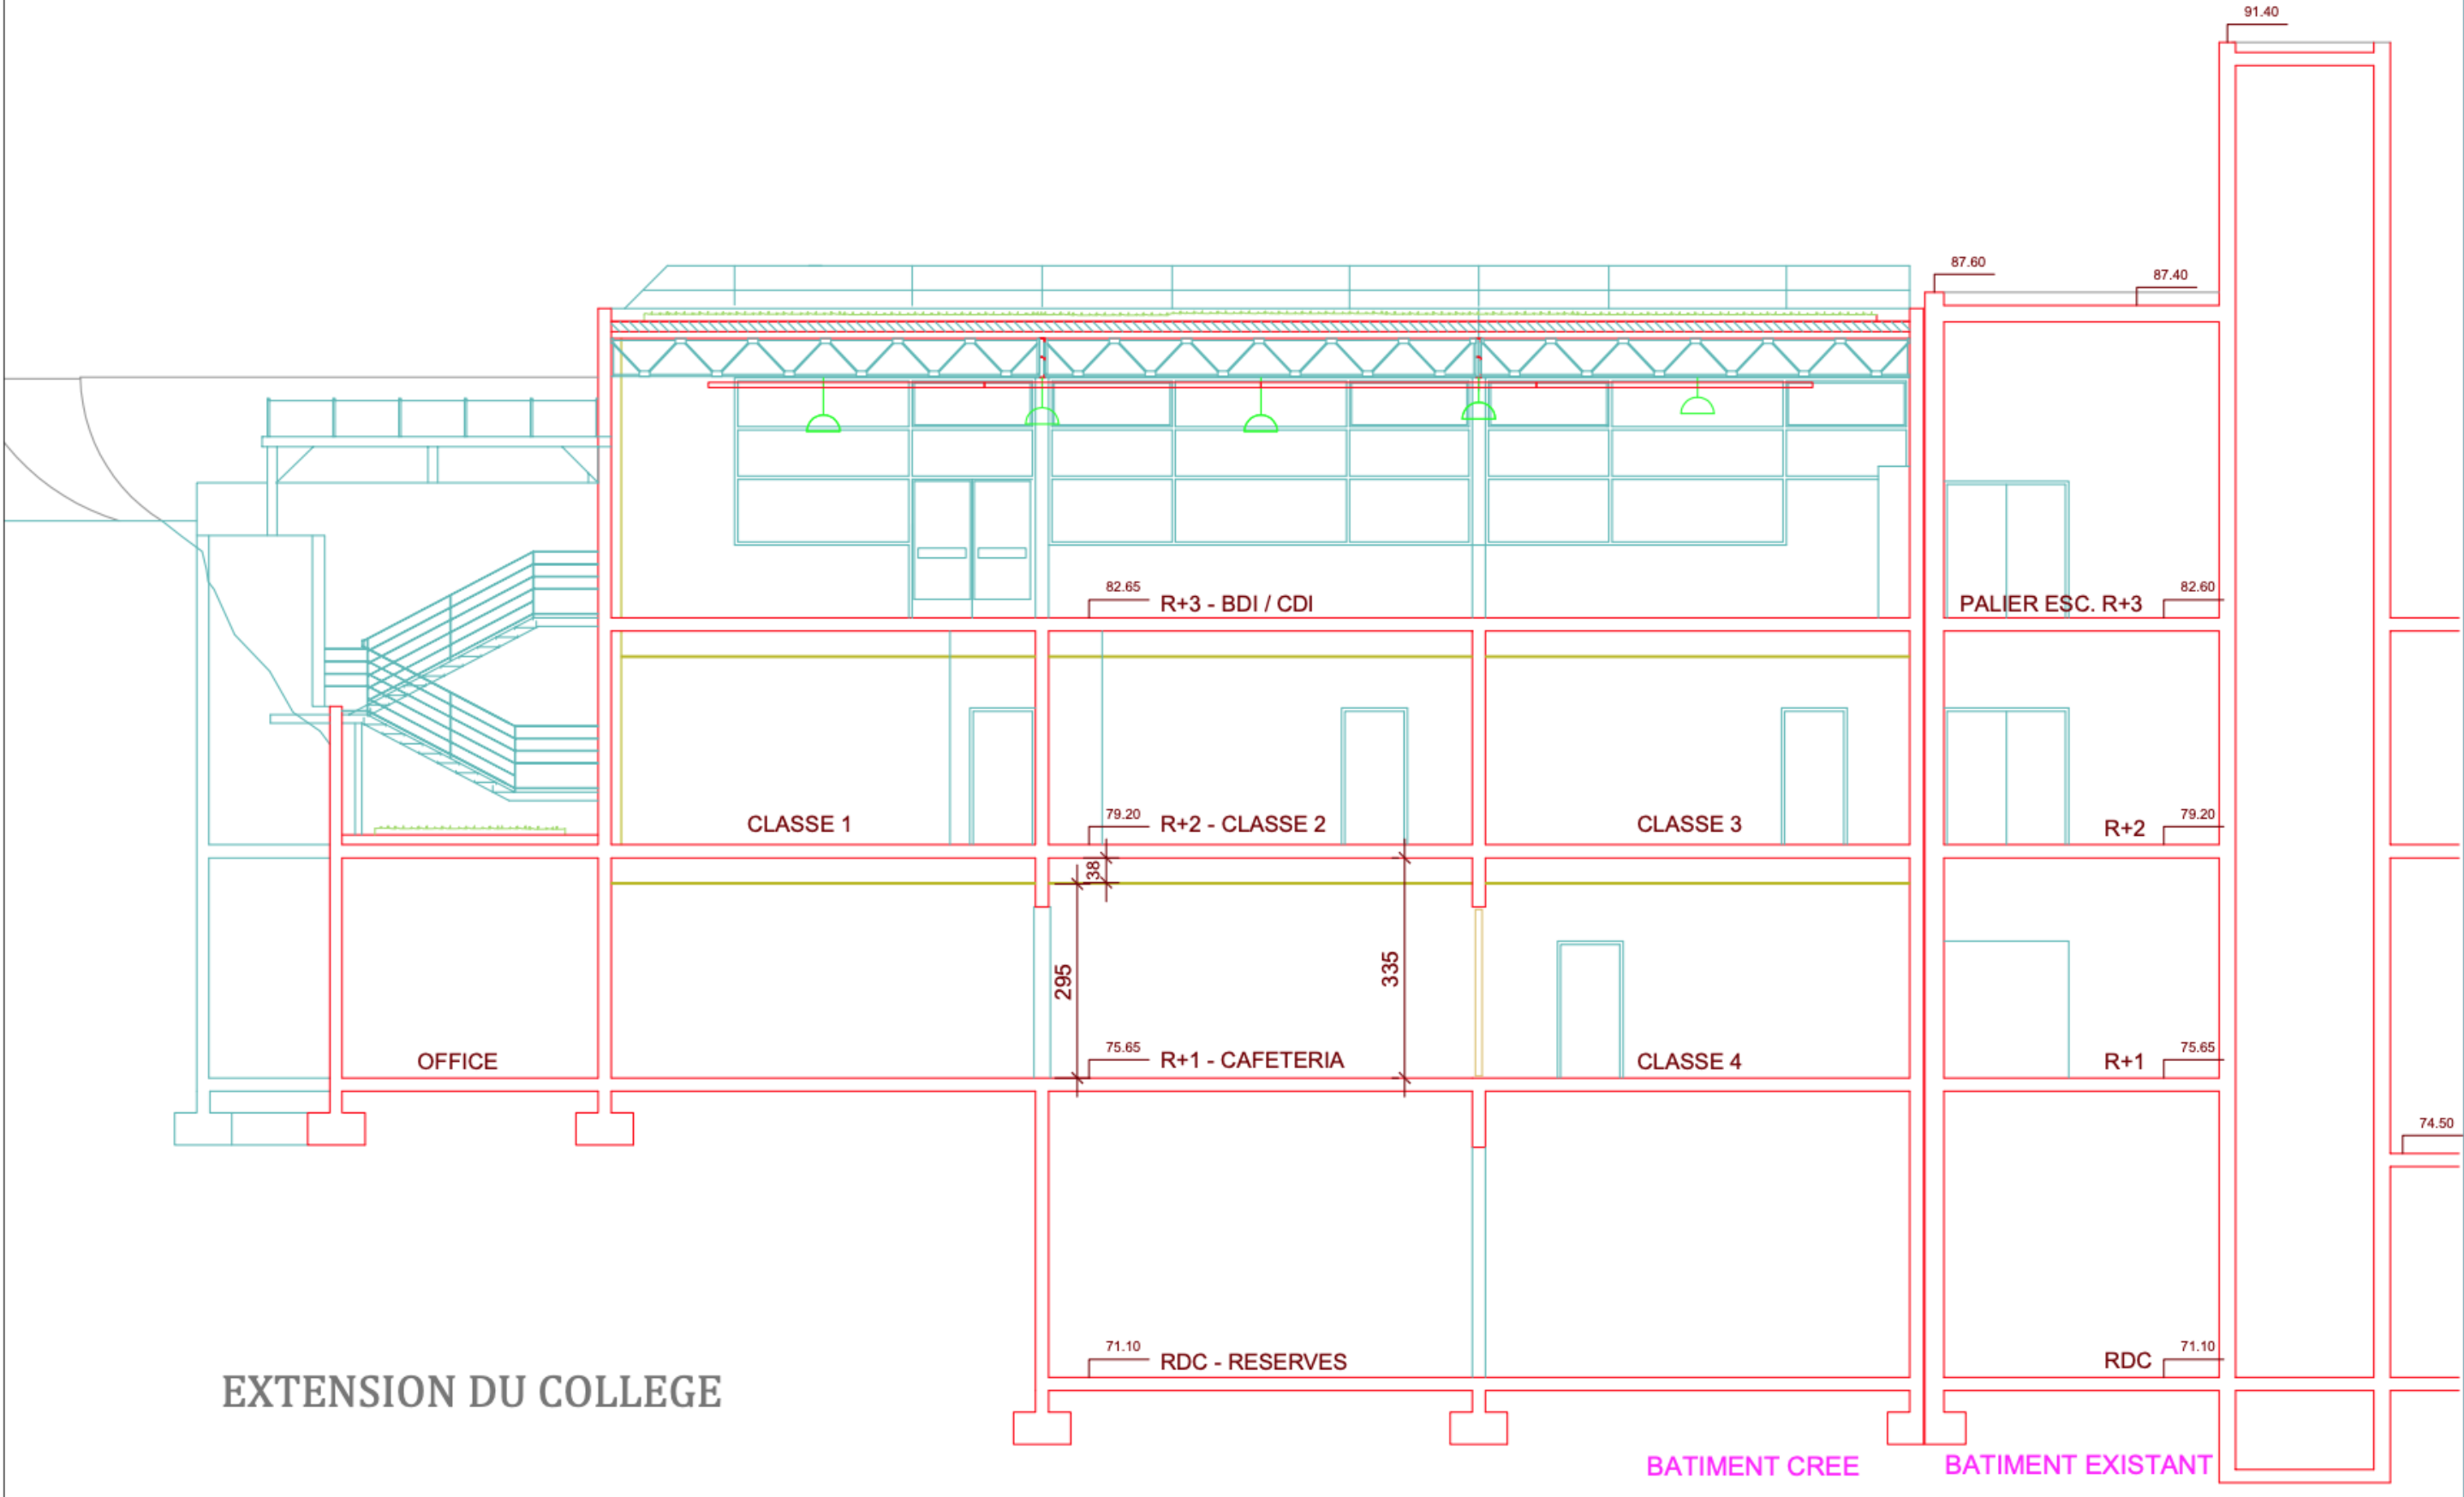 91.40
87.60
87.40
82.65
R+3 - BDI / CDI
PALIER ESC. R+3
82.60
CLASSE 1
79.20
R+2 - CLASSE 2
CLASSE 3
R+2
79.20
38
295
335
OFFICE
75.65
R+1 - CAFETERIA
CLASSE 4
R+1
75.65
74.50
71.10
RDC - RESERVES
RDC
71.10
EXTENSION DU COLLEGE
BATIMENT CREE
BATIMENT EXISTANT